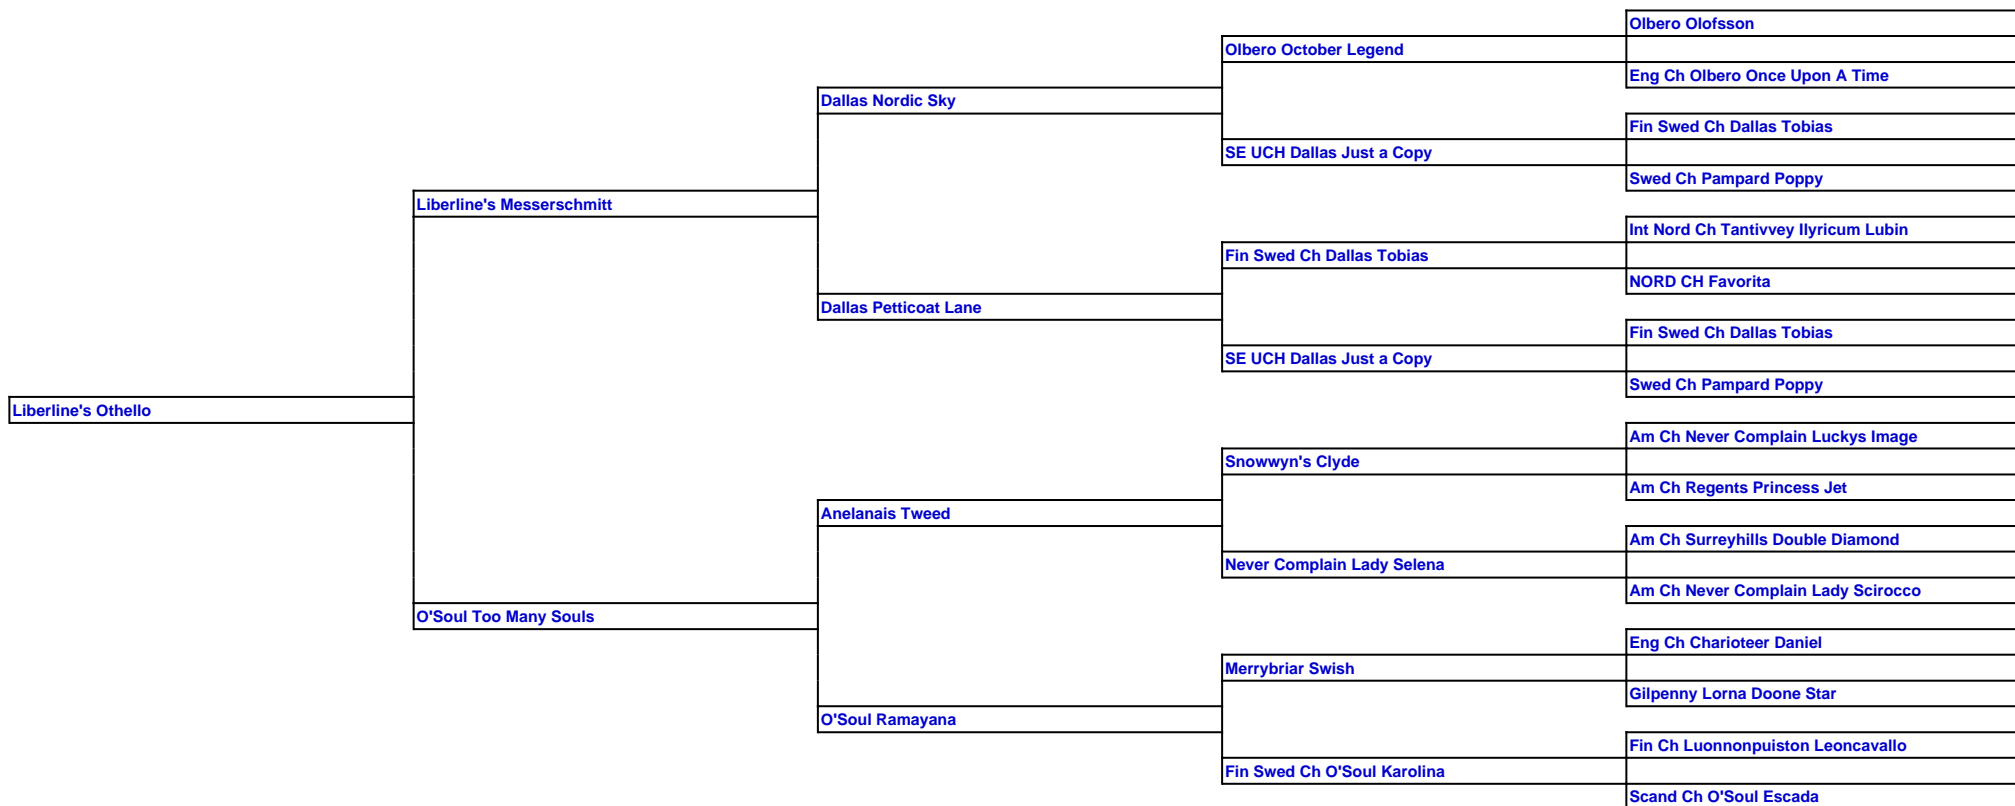 Olbero Olofsson
Olbero October Legend
Eng Ch Olbero Once Upon A Time
Dallas Nordic Sky
Fin Swed Ch Dallas Tobias
SE UCH Dallas Just a Copy
Swed Ch Pampard Poppy
Liberline's Messerschmitt
Int Nord Ch Tantivvey Ilyricum Lubin
Fin Swed Ch Dallas Tobias
NORD CH Favorita
Dallas Petticoat Lane
Fin Swed Ch Dallas Tobias
SE UCH Dallas Just a Copy
Swed Ch Pampard Poppy
Liberline's Othello
Am Ch Never Complain Luckys Image
Snowwyn's Clyde
Am Ch Regents Princess Jet
Anelanais Tweed
Am Ch Surreyhills Double Diamond
Never Complain Lady Selena
Am Ch Never Complain Lady Scirocco
O'Soul Too Many Souls
Eng Ch Charioteer Daniel
Merrybriar Swish
Gilpenny Lorna Doone Star
O'Soul Ramayana
Fin Ch Luonnonpuiston Leoncavallo
Fin Swed Ch O'Soul Karolina
Scand Ch O'Soul Escada